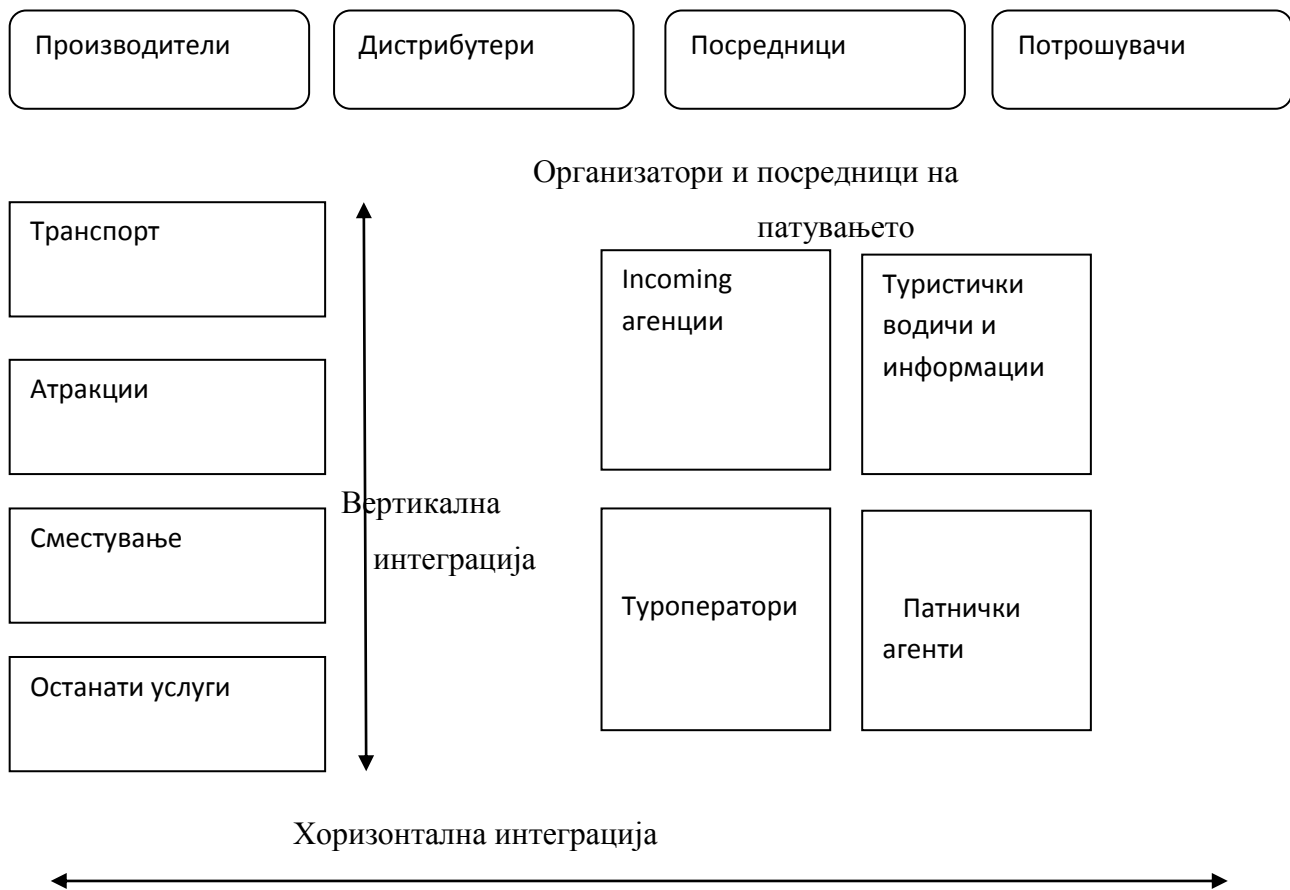 Производители
Дистрибутери
Посредници
Потрошувачи
Организатори и посредници на
патувањето
Транспорт
Атракции
Сместување
Останати услуги
Вертикална
интеграција
Incoming
агенции
Туристички
водичи и
информации
Туроператори
Патнички
агенти
Хоризонтална интеграција